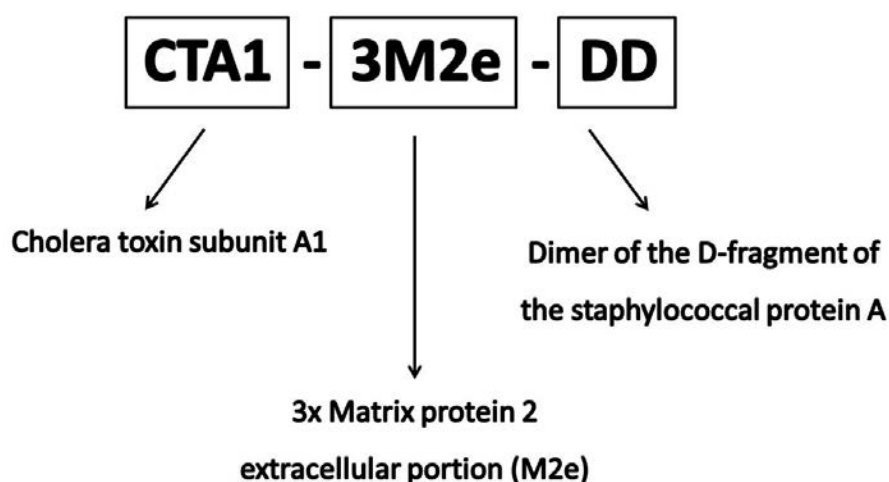 CTA1 - 3M2e - DD
Cholera toxin subunit A1
Dimer of the D-fragment of
the staphylococcal protein A
3x Matrix protein 2
extracellular portion (M2e)